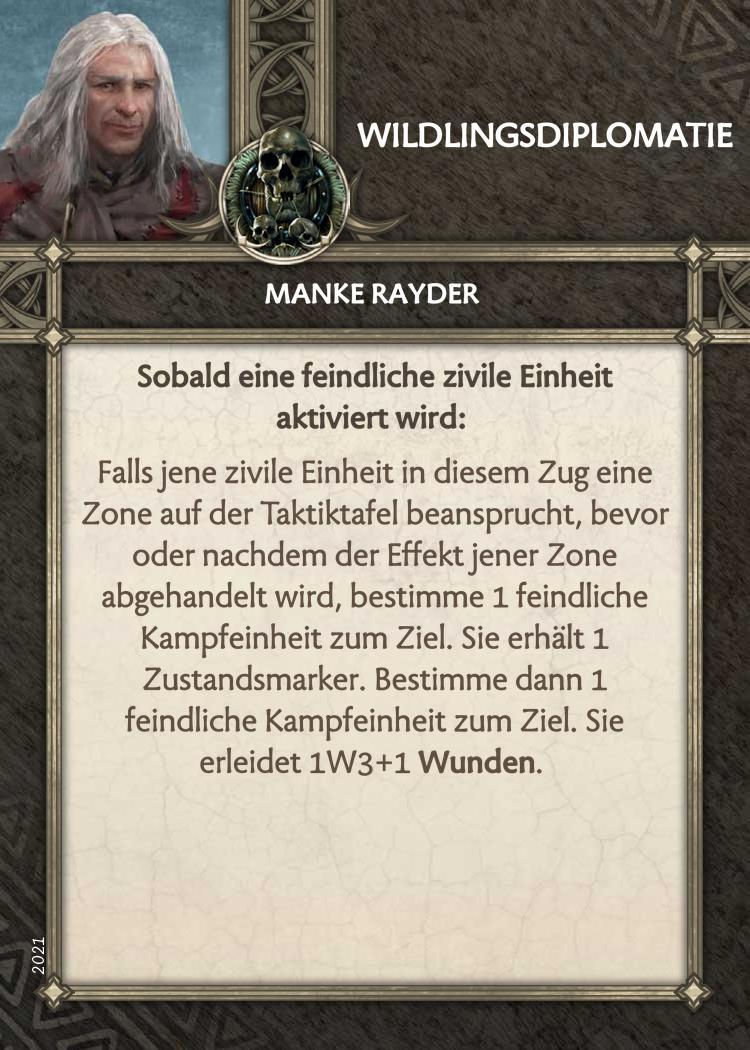 WILDLINGSDIPLOMATIE
MANKE RAYDER
Sobald eine feindliche zivile Einheit
aktiviert wird:
Falls jene zivile Einheit in diesem Zug eine
Zone auf der Taktiktafel beansprucht, bevor
oder nachdem der Effekt jener Zone
abgehandelt wird, bestimme 1 feindliche
Kampfeinheit zum Ziel. Sie erhält 1
Zustandsmarker. Bestimme dann 1
feindliche Kampfeinheit zum Ziel. Sie
erleidet 1W3+1 Wunden.
2021